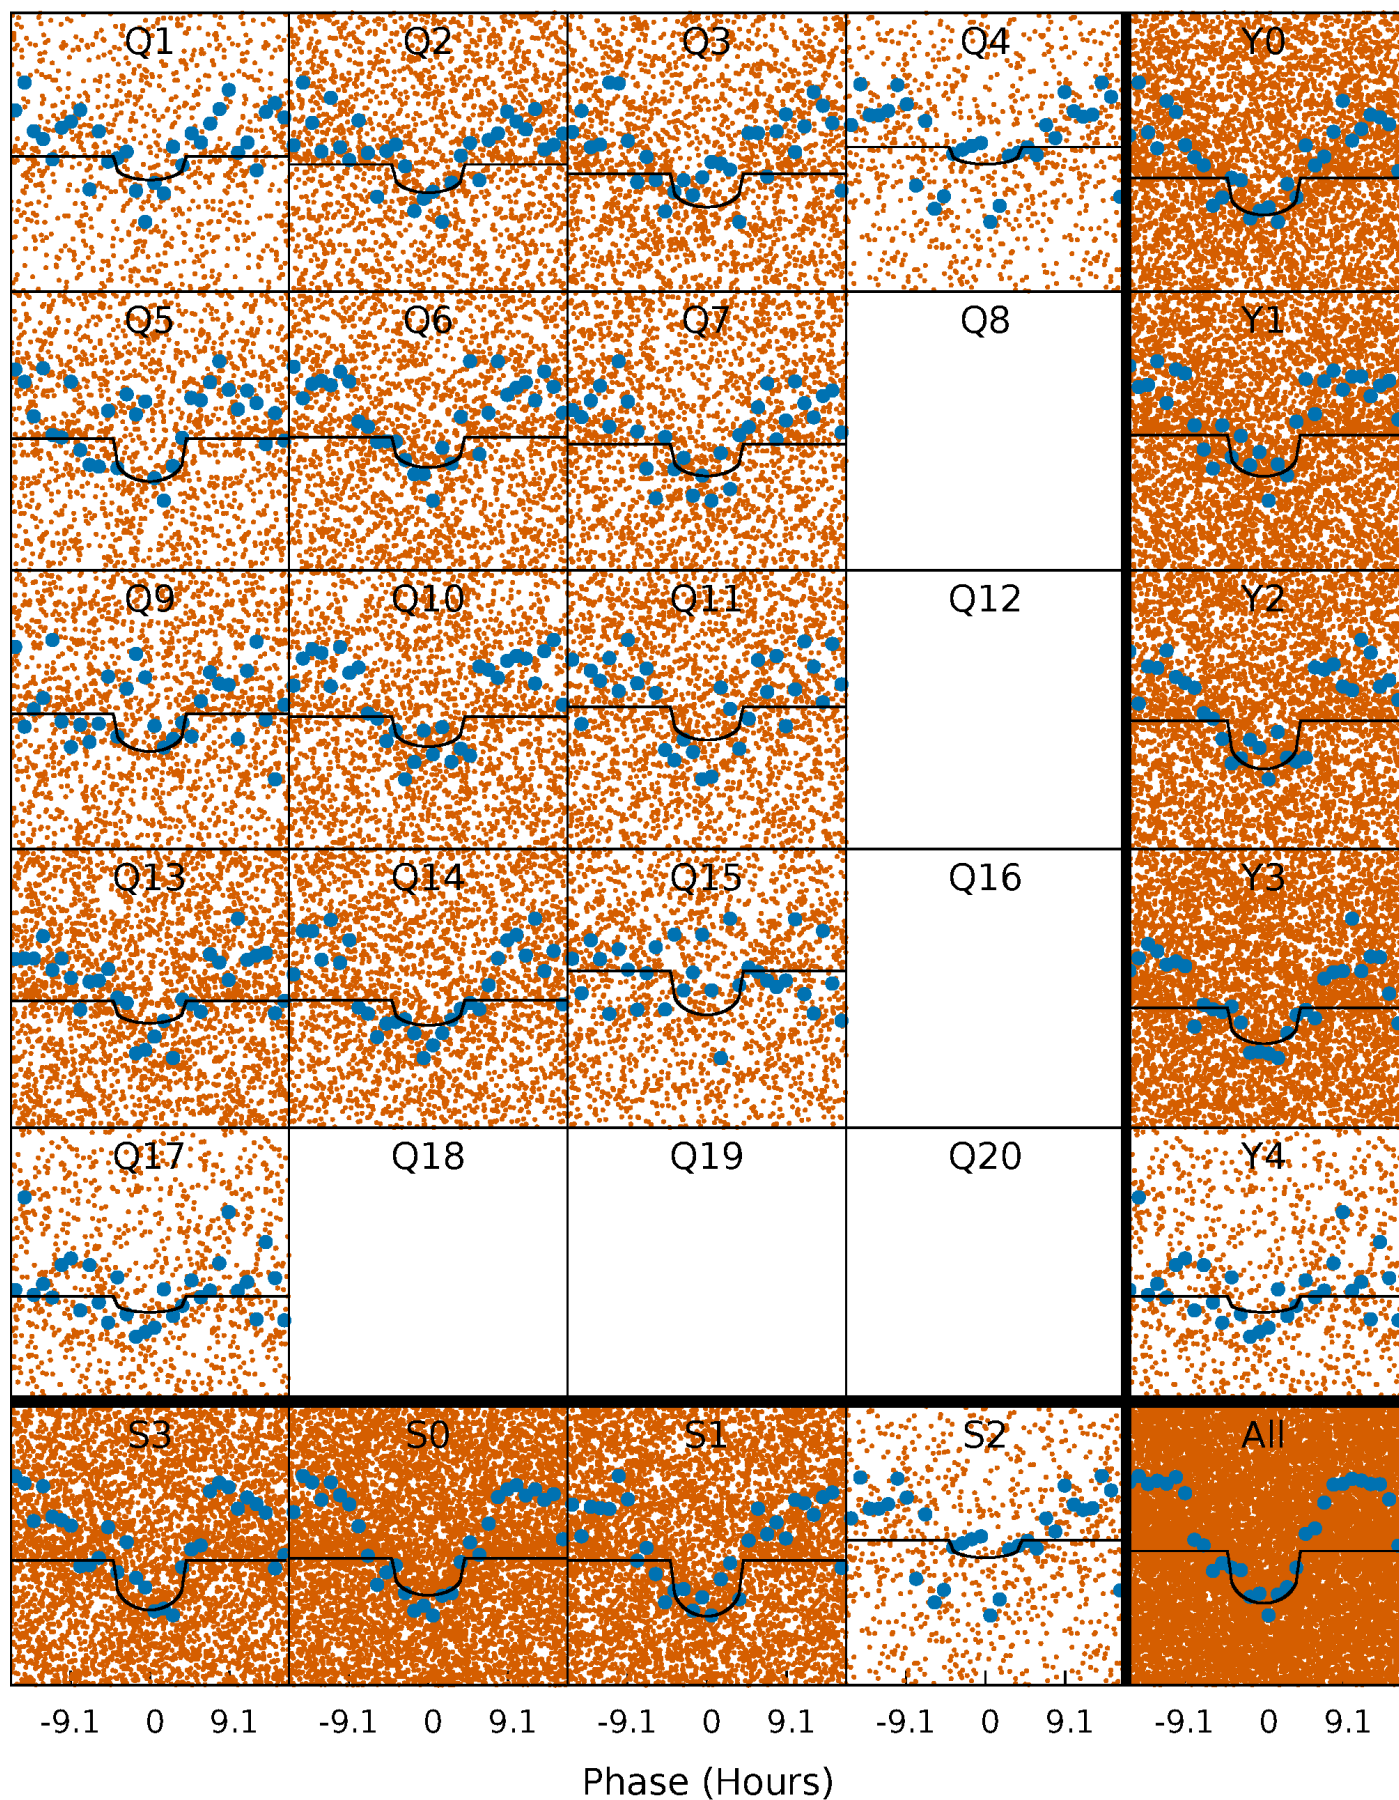 Q1 Q2 Q3 Q4 Y0
Q5 Q6 Q7 Q8 Y1
Q9 Q10 Q11 Q12 Y2
Q13 Q14 Q15 Q16 Y3
Q17 Q18 Q19 Q20 Y4
S3 S0 S1 S2 All
-9.1 0 9.1 -9.1 0 9.1 -9.1 0 9.1 -9.1 0 9.1 -9.1 0 9.1
Phase (Hours)